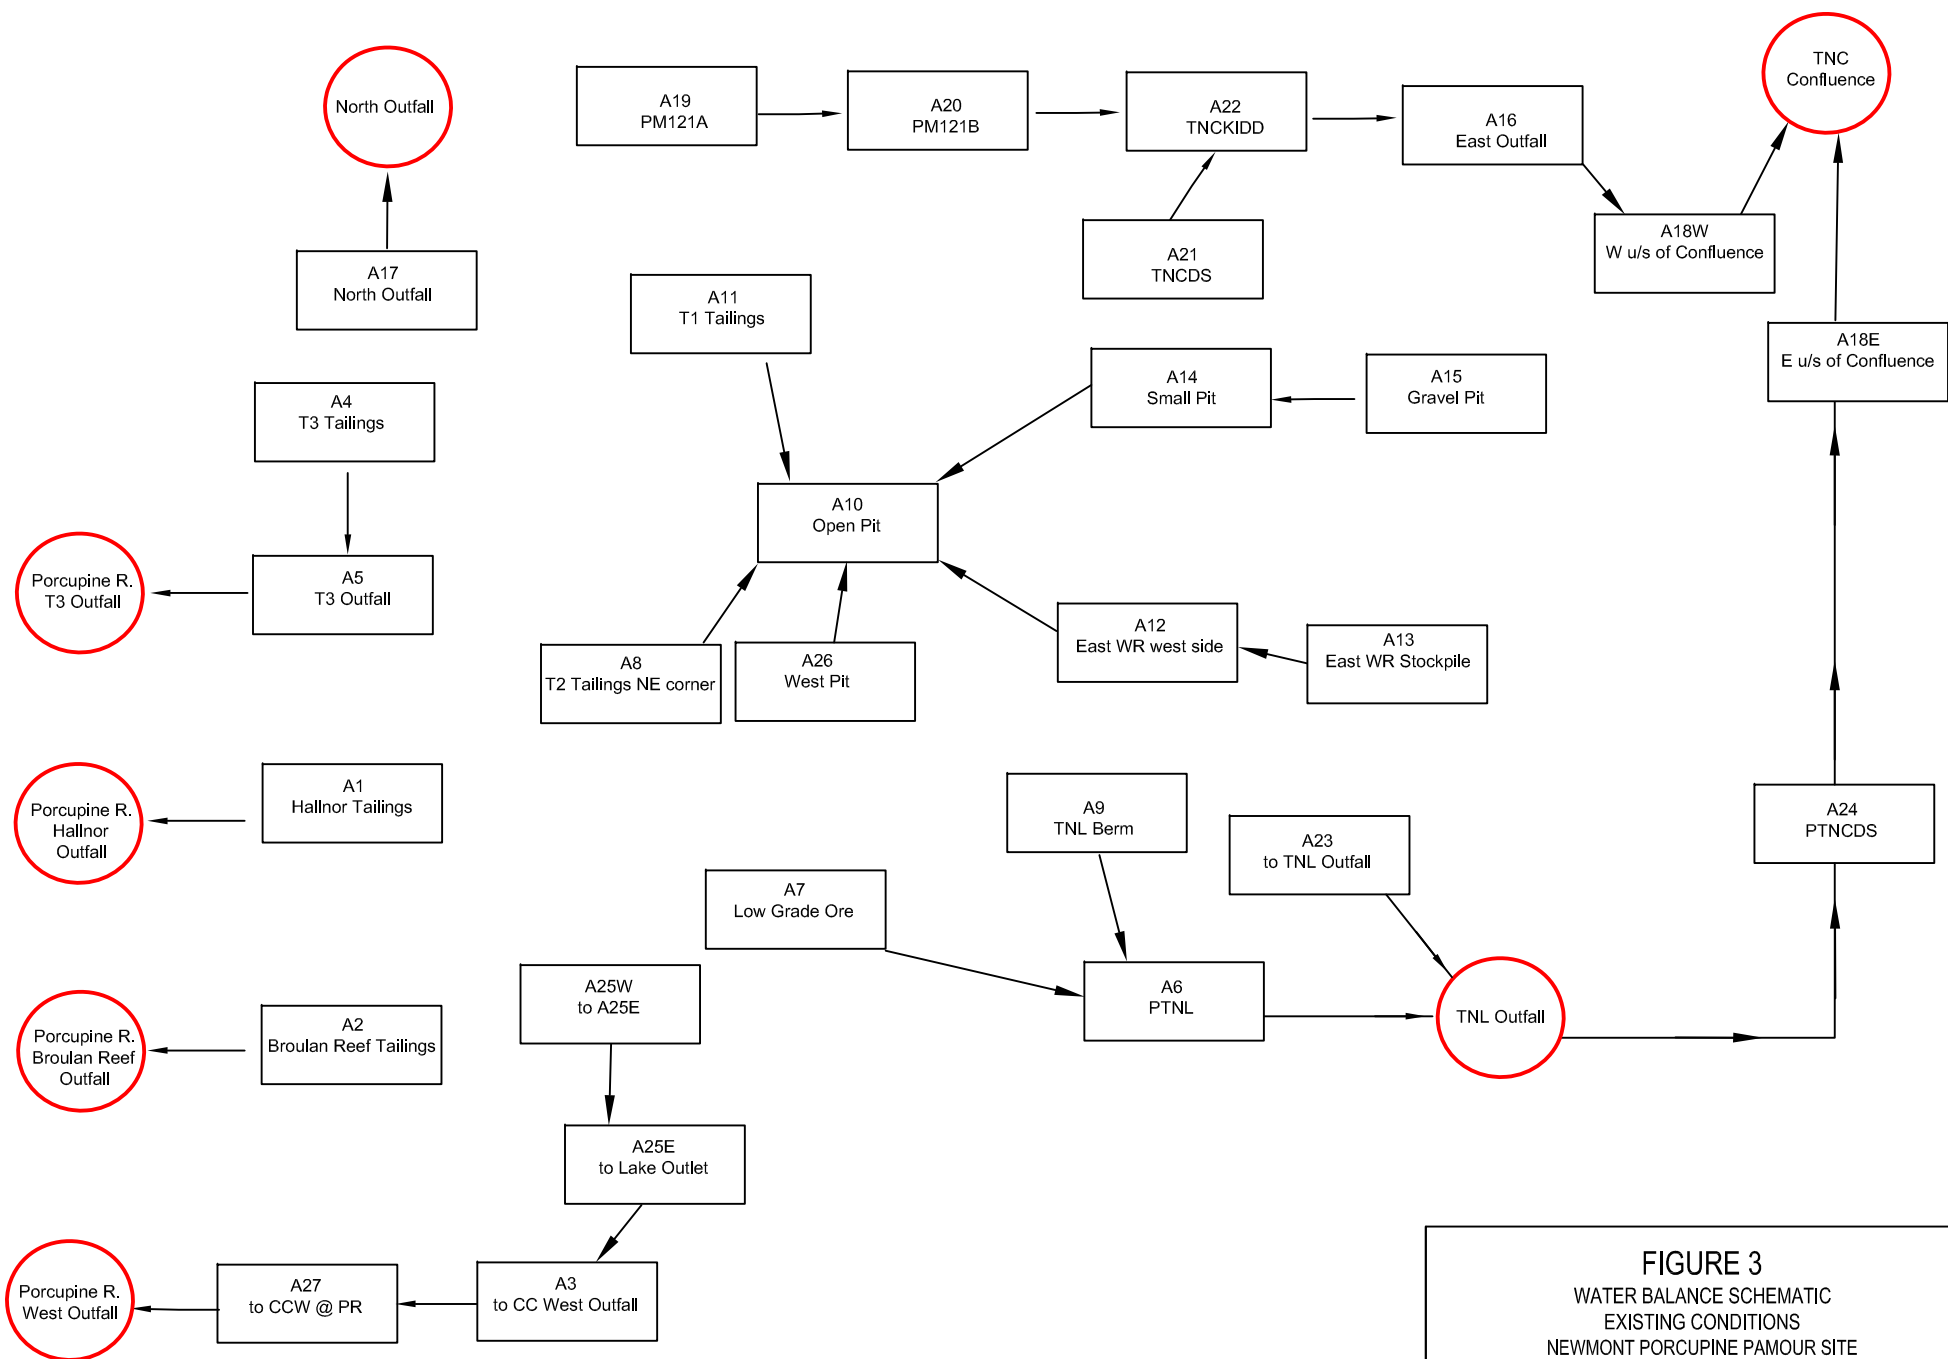 North Outfall
A19
PM121A
A20
PM121B
A22
TNCKIDD
A16
East Outfall
TNC
Confluence
A18W
W u/s of Confluence
A21
TNCDS
A17
North Outfall
A11
T1 Tailings
A18E
E u/s of Confluence
A14
Small Pit
A15
Gravel Pit
A4
T3 Tailings
A10
Open Pit
Porcupine R.
T3 Outfall
A5
T3 Outfall
A8
T2 Tailings NE corner
A26
West Pit
A12
East WR west side
A13
East WR Stockpile
Porcupine R.
Hallnor
Outfall
A1
Hallnor Tailings
A9
TNL Berm
A23
to TNL Outfall
A24
PTNCDS
A7
Low Grade Ore
A25W
to A25E
A6
PTNL
TNL Outfall
Porcupine R.
Broulan Reef
Outfall
A2
Broulan Reef Tailings
A25E
to Lake Outlet
Porcupine R.
West Outfall
A27
to CCW @ PR
A3
to CC West Outfall
FIGURE 3
WATER BALANCE SCHEMATIC
EXISTING CONDITIONS
NEWMONT PORCUPINE PAMOUR SITE